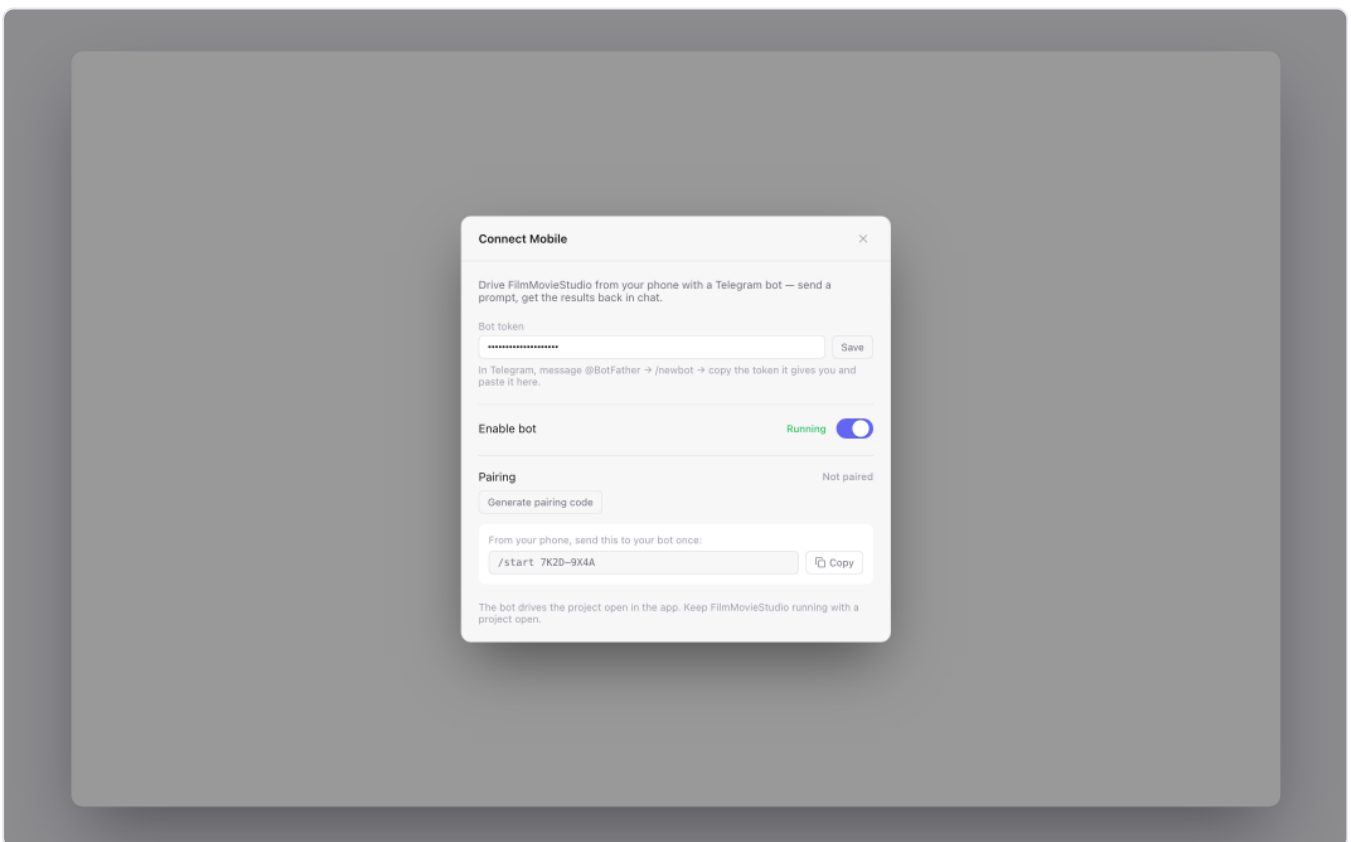 Connect Mobile
Drive FilmMovieStudio from your phone with a Telegram bot — send a
prompt, get the results back in chat.
Bot token
••••••••••••••••••••
Save
In Telegram, message @BotFather → /newbot → copy the token it gives you and
paste it here.
Enable bot
Running
Pairing
Not paired
Generate pairing code
From your phone, send this to your bot once:
/start 7K2D-9X4A
Copy
The bot drives the project open in the app. Keep FilmMovieStudio running with a
project open.